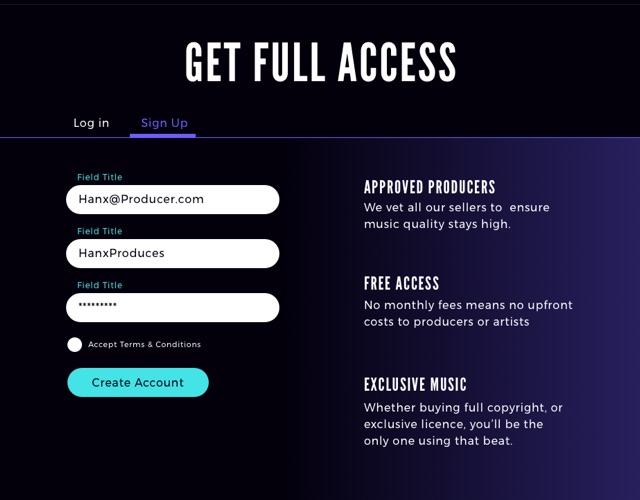 GET FULL ACCESS
Log in
Sign Up
Field Title
Hanx@Producer.com
Field Title
HanxProduces
Field Title
*********
Accept Terms & Conditions
Create Account
APPROVED PRODUCERS
We vet all our sellers to  ensure
music quality stays high.
FREE ACCESS
No monthly fees means no upfront
costs to producers or artists
EXCLUSIVE MUSIC
Whether buying full copyright, or
exclusive licence, you'll be the
only one using that beat.